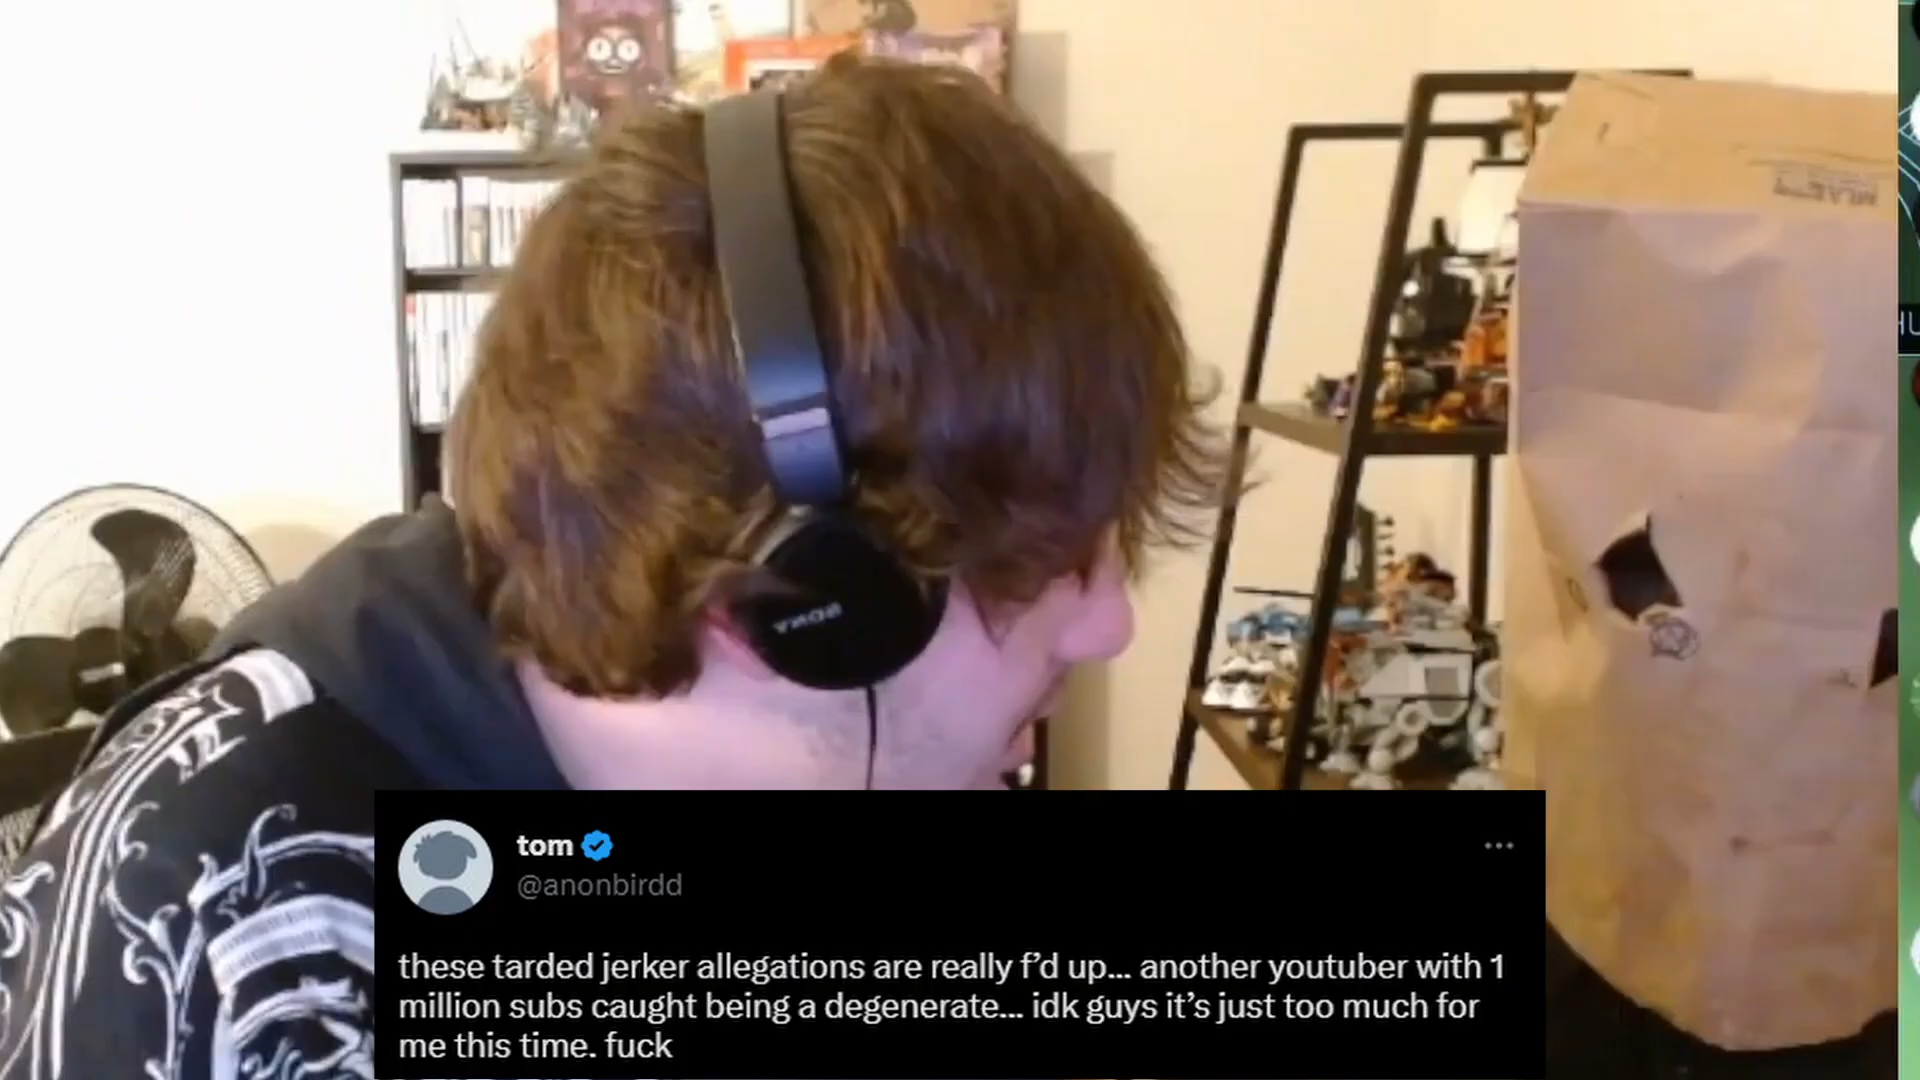 tom
@anonbirdd
these tarded jerker allegations are really f’d up... another youtuber with 1
million subs caught being a degenerate... idk guys it’s just too much for
me this time. fuck